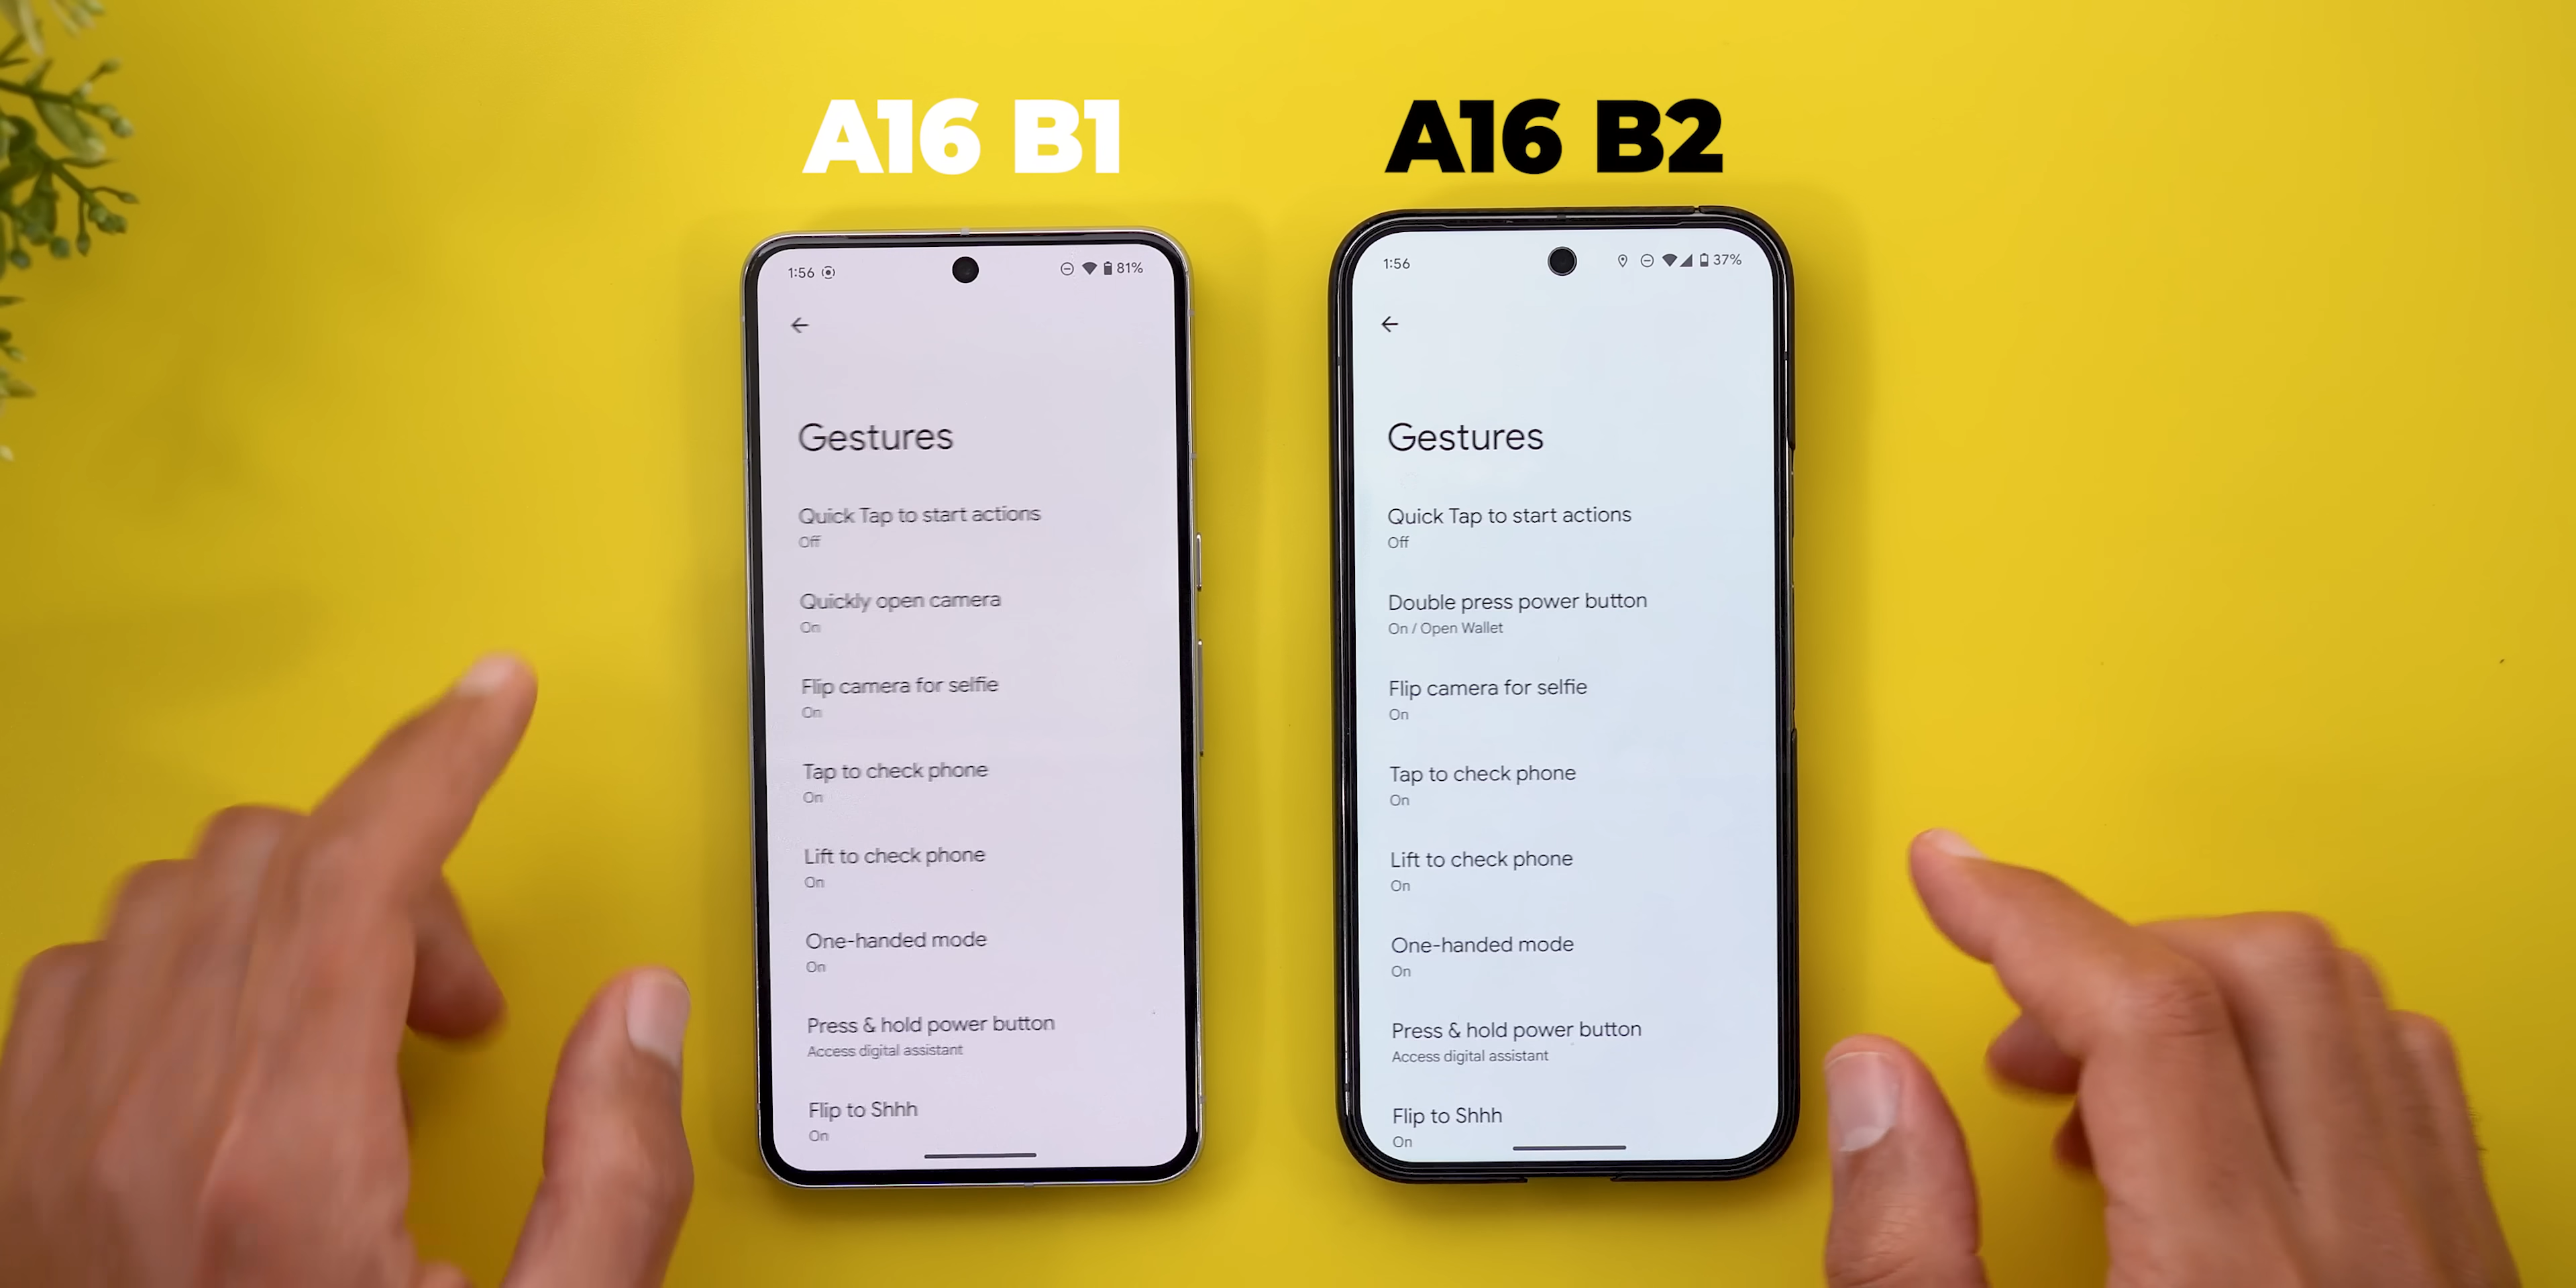 A16 B1
1:56
81%
Gestures
Quick Tap to start actions
Off
Quickly open camera
On
Flip camera for selfie
On
Tap to check phone
On
Lift to check phone
On
One-handed mode
On
Press & hold power button
Access digital assistant
Flip to Shhh
On
A16 B2
1:56
37%
Gestures
Quick Tap to start actions
Off
Double press power button
On / Open Wallet
Flip camera for selfie
On
Tap to check phone
On
Lift to check phone
On
One-handed mode
On
Press & hold power button
Access digital assistant
Flip to Shhh
On